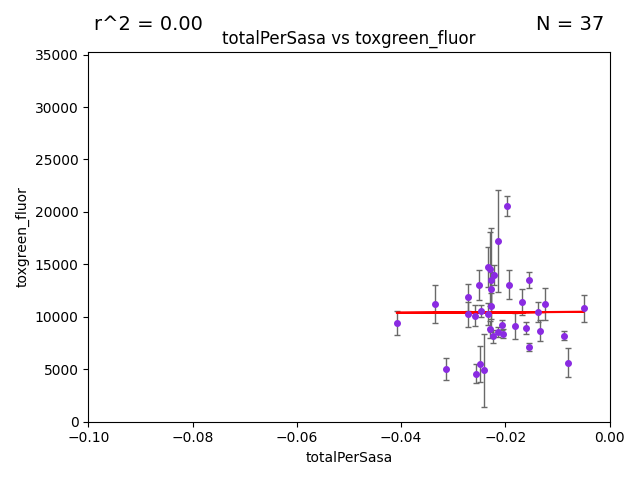 r^2 = 0.00
N = 37
totalPerSasa vs toxgreen_fluor
35000
30000
25000
20000
15000
10000
5000
0
toxgreen_fluor
−0.10
−0.08
−0.06
−0.04
−0.02
0.00
totalPerSasa